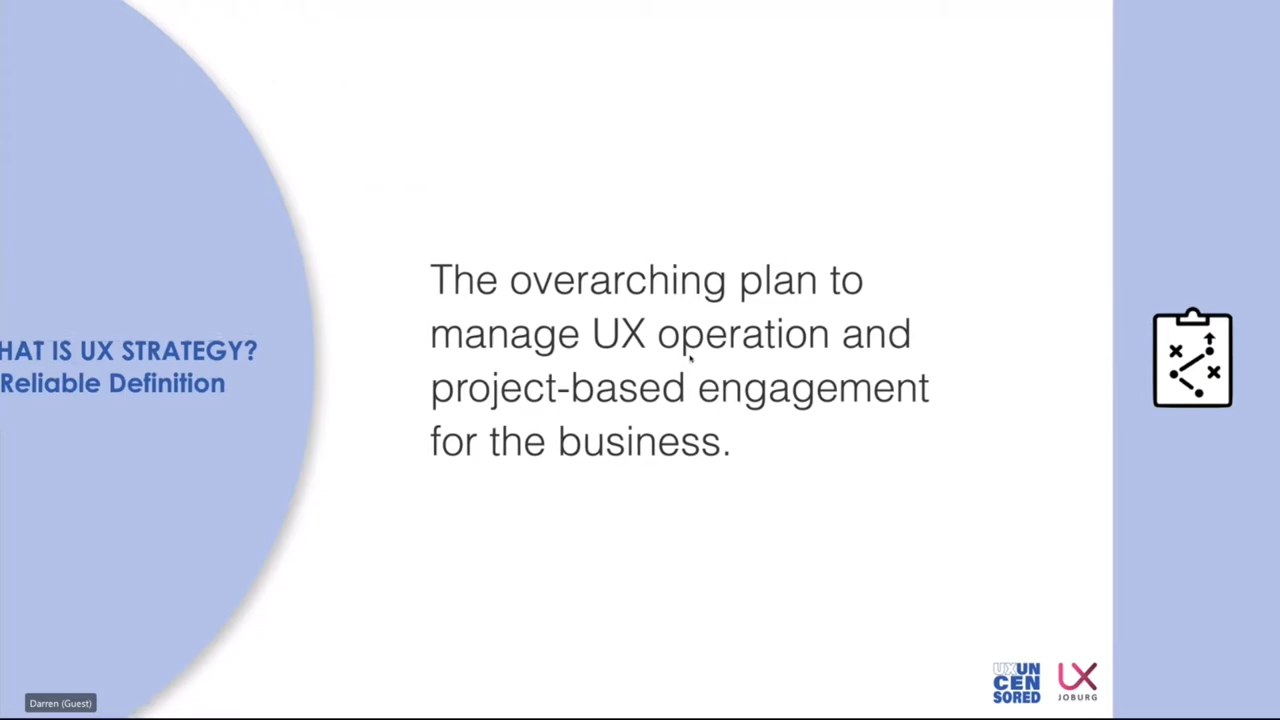 HAT IS UX STRATEGY?
Reliable Definition
The overarching plan to
manage UX operation and
project-based engagement
for the business.
UXUN
CEN
SORED
UX
JOBURG
Darren (Guest)